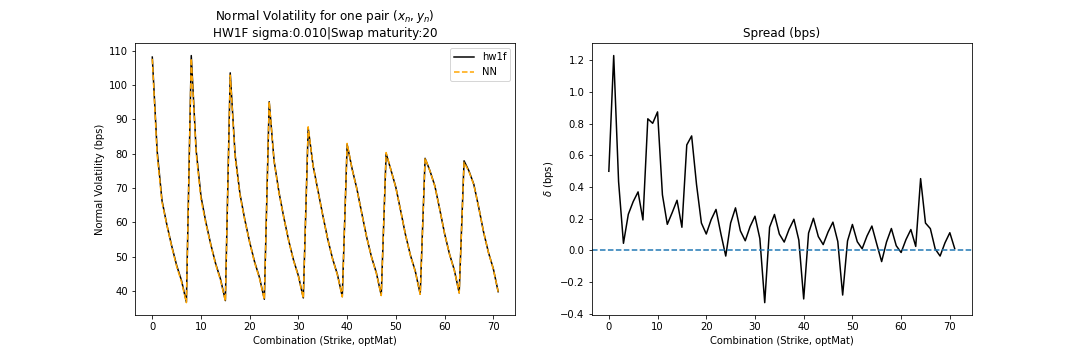 Normal Volatility for one pair (xₙ, yₙ)
HW1F sigma:0.010|Swap maturity:20
110
100
90
80
70
60
50
40
Normal Volatility (bps)
hw1f
NN
0 10 20 30 40 50 60 70
Combination (Strike, optMat)
Spread (bps)
1.2
1.0
0.8
0.6
0.4
0.2
0.0
−0.2
−0.4
δ (bps)
0 10 20 30 40 50 60 70
Combination (Strike, optMat)